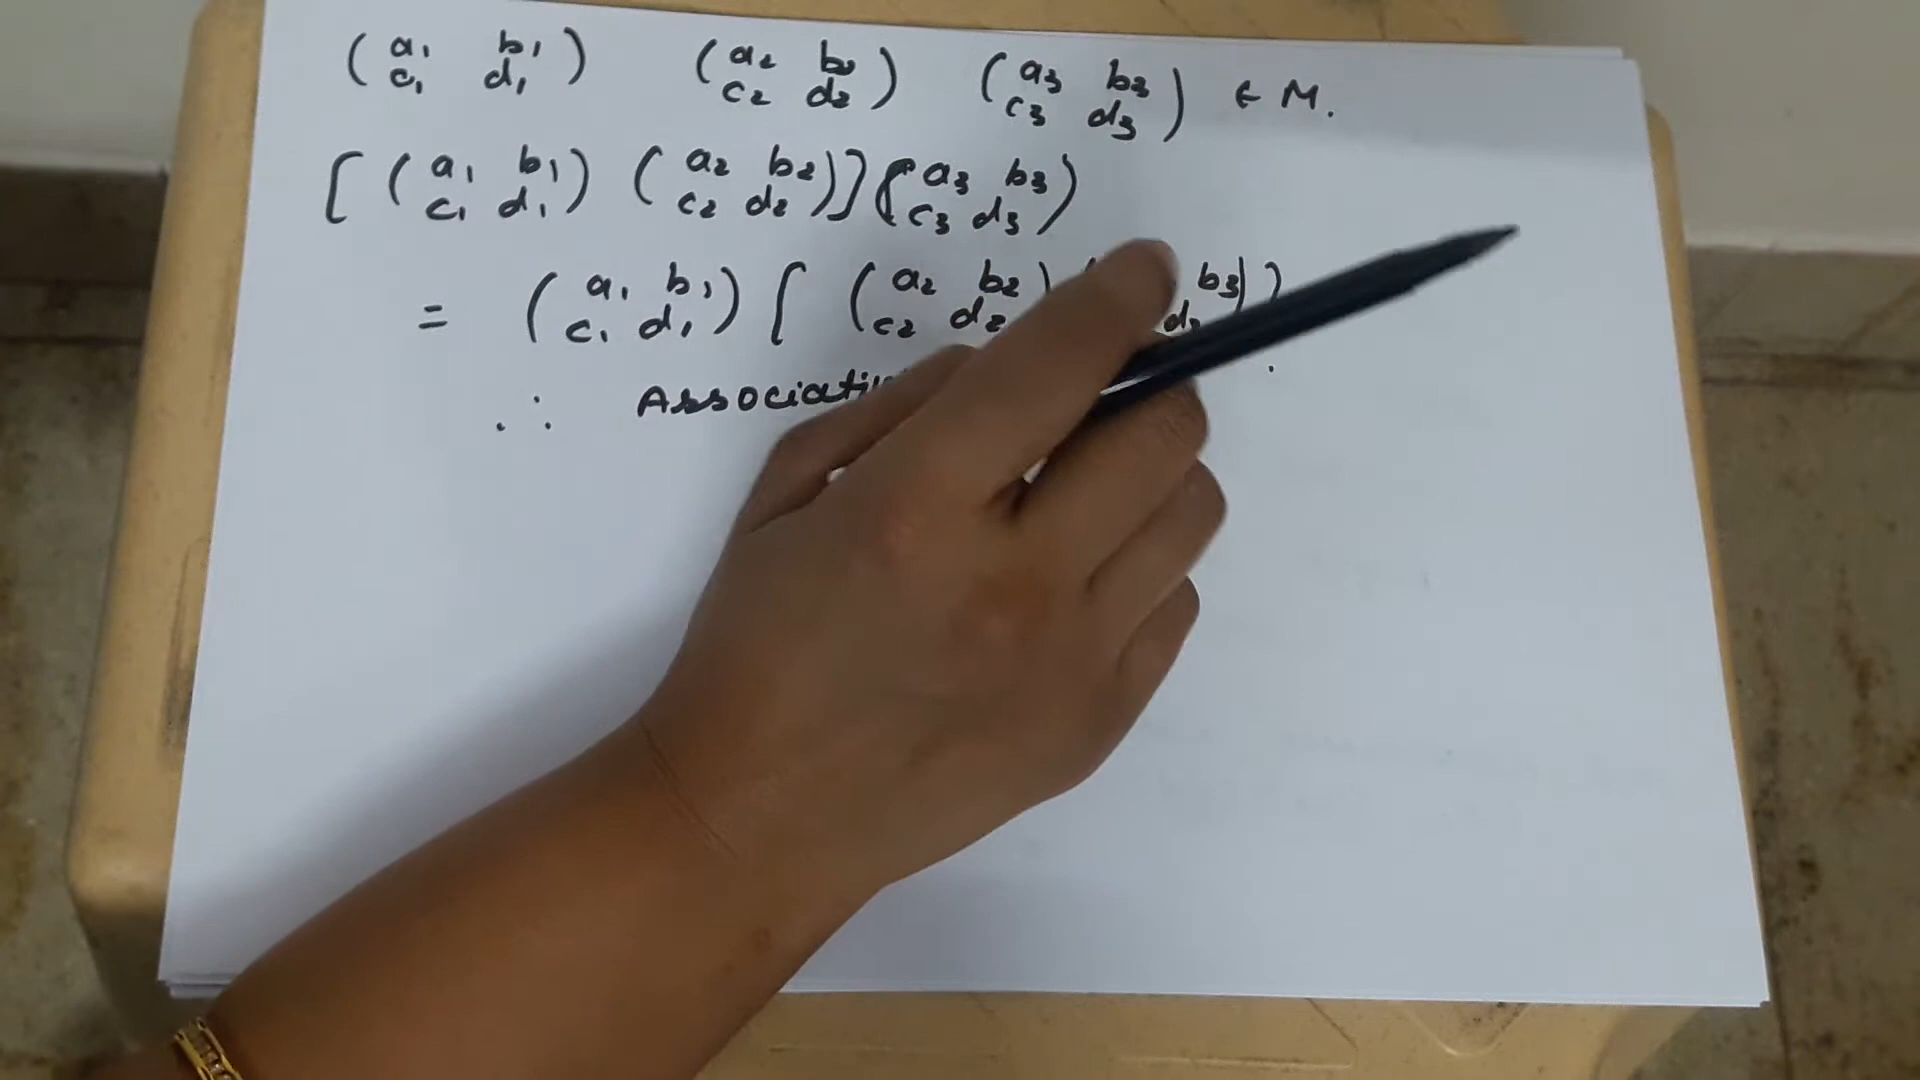 ( a1 b1 ) ( a2 b2 ) ( a3 b3 ) ∈ M.
c1 d1 c2 d2 c3 d3
[ ( a1 b1 ) ( a2 b2 ) ] ( a3 b3 )
c1 d1 c2 d2 c3 d3
= ( a1 b1 ) [ ( a2 b2 ) b3 )
c1 d1 c2 d2
∴